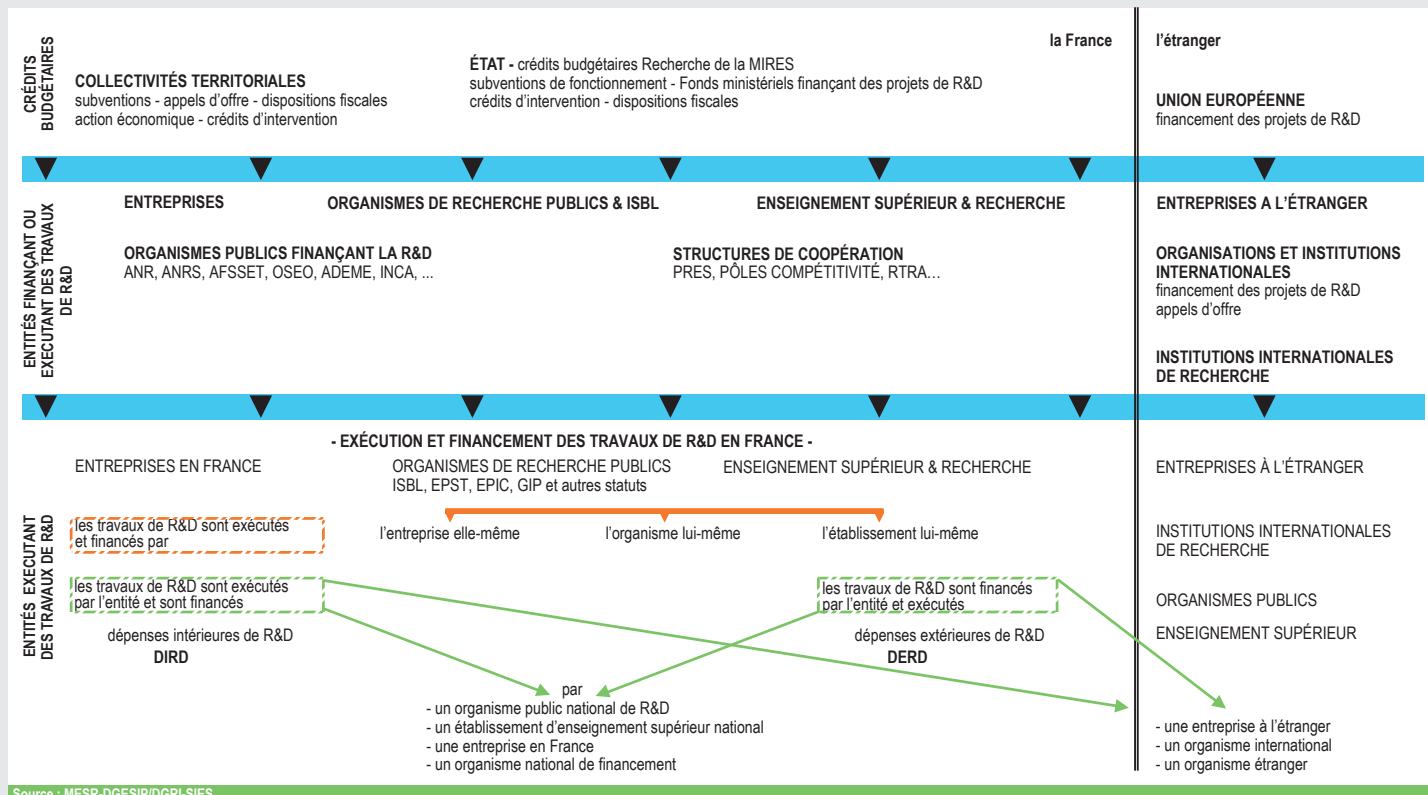 la France
l'étranger
CRÉDITS
BUDGÉTAIRES
COLLECTIVITÉS TERRITORIALES
subventions - appels d'offre - dispositions fiscales
action économique - crédits d'intervention
ÉTAT - crédits budgétaires Recherche de la MIRES
subventions de fonctionnement - Fonds ministériels finançant des projets de R&D
crédits d'intervention - dispositions fiscales
UNION EUROPÉENNE
financement des projets de R&D
ENTITÉS FINANÇANT OU
EXECUTANT DES TRAVAUX
DE R&D
ENTREPRISES
ORGANISMES DE RECHERCHE PUBLICS & ISBL
ENSEIGNEMENT SUPÉRIEUR & RECHERCHE
ENTREPRISES A L'ÉTRANGER
ORGANISMES PUBLICS FINANÇANT LA R&D
ANR, ANRS, AFSSET, OSEO, ADEME, INCA, ...
STRUCTURES DE COOPÉRATION
PRES, PÔLES COMPÉTITIVITÉ, RTRA…
ORGANISATIONS ET INSTITUTIONS
INTERNATIONALES
financement des projets de R&D
appels d'offre
INSTITUTIONS INTERNATIONALES
DE RECHERCHE
ENTITÉS EXECUTANT
DES TRAVAUX DE R&D
- EXÉCUTION ET FINANCEMENT DES TRAVAUX DE R&D EN FRANCE -
ENTREPRISES EN FRANCE
ORGANISMES DE RECHERCHE PUBLICS
ISBL, EPST, EPIC, GIP et autres statuts
ENSEIGNEMENT SUPÉRIEUR & RECHERCHE
ENTREPRISES À L'ÉTRANGER
les travaux de R&D sont exécutés
et financés par
l'entreprise elle-même
l'organisme lui-même
l'établissement lui-même
INSTITUTIONS INTERNATIONALES
DE RECHERCHE
les travaux de R&D sont exécutés
par l'entité et sont financés
les travaux de R&D sont financés
par l'entité et exécutés
ORGANISMES PUBLICS
ENSEIGNEMENT SUPÉRIEUR
dépenses intérieures de R&D
DIRD
dépenses extérieures de R&D
DERD
par
- un organisme public national de R&D
- un établissement d'enseignement supérieur national
- une entreprise en France
- un organisme national de financement
- une entreprise à l'étranger
- un organisme international
- un organisme étranger
Source : MESR-DGESIP/DGRI-SIES